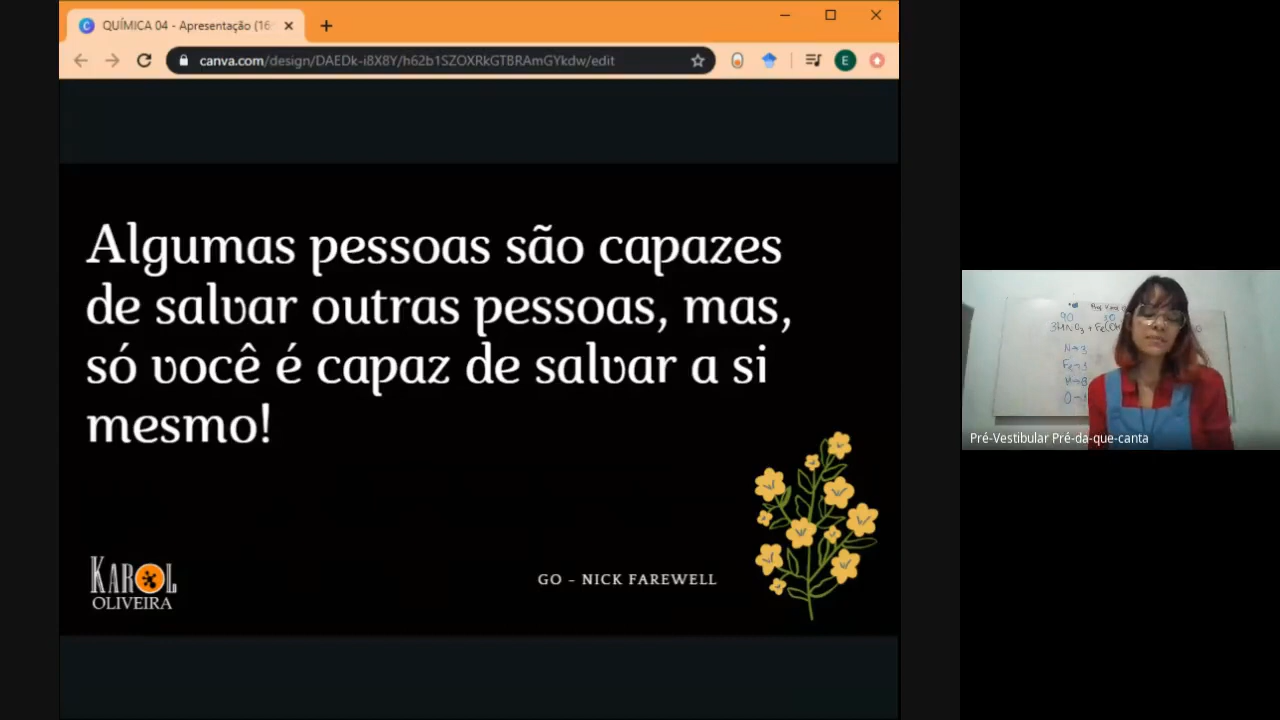 QUÍMICA 04 - Apresentação (16
canva.com/design/DAEDk-i8X8Y/h62b1SZOXRkGTBRAmGYkdw/edit
E
Algumas pessoas são capazes
de salvar outras pessoas, mas,
só você é capaz de salvar a si
mesmo!
KAROL
OLIVEIRA
GO - NICK FAREWELL
Pré-Vestibular Pré-da-que-canta